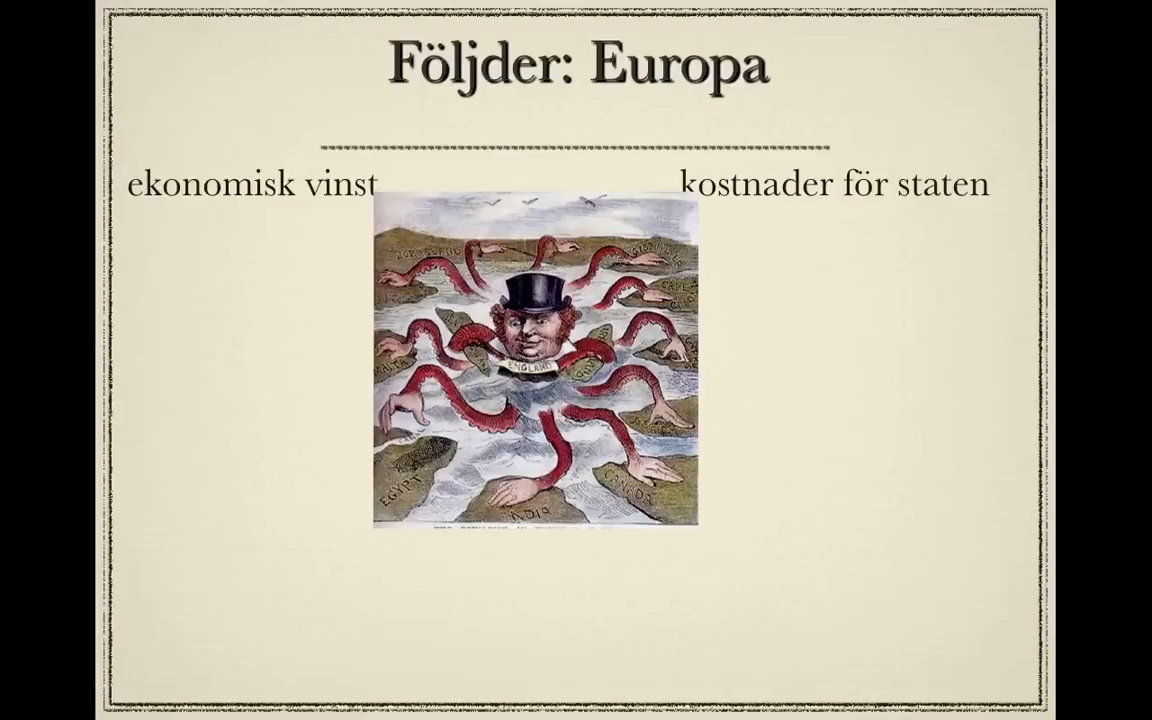 Följder: Europa
ekonomisk vinst
kostnader för staten
ENGLAND
EGYPT
INDIA
CANADA